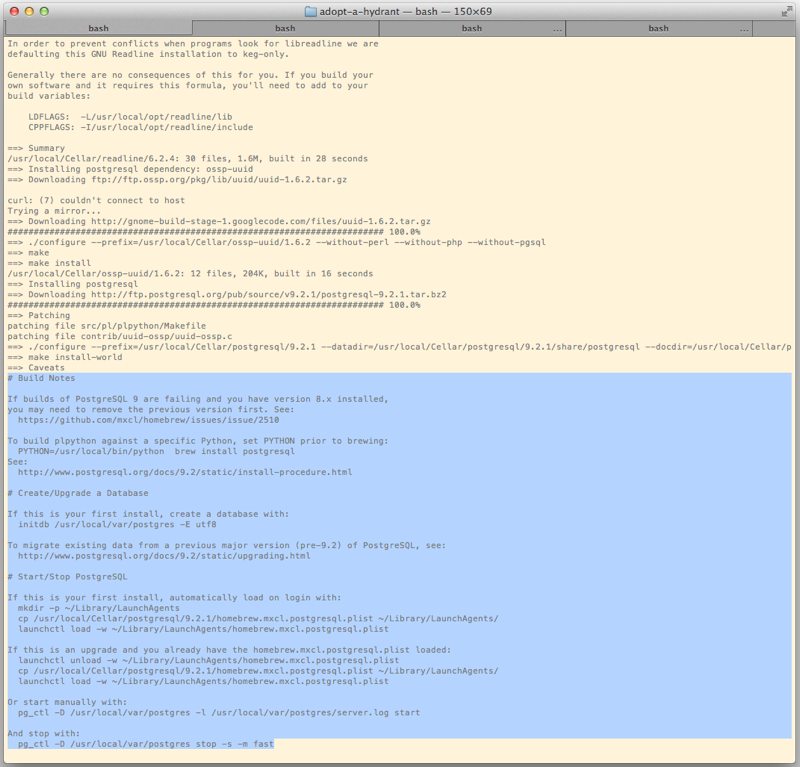 adopt-a-hydrant — bash — 150×69
bash bash bash ... bash ...
In order to prevent conflicts when programs look for libreadline we are
defaulting this GNU Readline installation to keg-only.
Generally there are no consequences of this for you. If you build your
own software and it requires this formula, you'll need to add to your
build variables:
LDFLAGS:  -L/usr/local/opt/readline/lib
CPPFLAGS: -I/usr/local/opt/readline/include
==> Summary
/usr/local/Cellar/readline/6.2.4: 30 files, 1.6M, built in 28 seconds
==> Installing postgresql dependency: ossp-uuid
==> Downloading ftp://ftp.ossp.org/pkg/lib/uuid/uuid-1.6.2.tar.gz
curl: (7) couldn't connect to host
Trying a mirror...
==> Downloading http://gnome-build-stage-1.googlecode.com/files/uuid-1.6.2.tar.gz
######################################################################## 100.0%
==> ./configure --prefix=/usr/local/Cellar/ossp-uuid/1.6.2 --without-perl --without-php --without-pgsql
==> make
==> make install
/usr/local/Cellar/ossp-uuid/1.6.2: 12 files, 204K, built in 16 seconds
==> Installing postgresql
==> Downloading http://ftp.postgresql.org/pub/source/v9.2.1/postgresql-9.2.1.tar.bz2
######################################################################## 100.0%
==> Patching
patching file src/pl/plpython/Makefile
patching file contrib/uuid-ossp/uuid-ossp.c
==> ./configure --prefix=/usr/local/Cellar/postgresql/9.2.1 --datadir=/usr/local/Cellar/postgresql/9.2.1/share/postgresql --docdir=/usr/local/Cellar/p
==> make install-world
==> Caveats
# Build Notes
If builds of PostgreSQL 9 are failing and you have version 8.x installed,
you may need to remove the previous version first. See:
https://github.com/mxcl/homebrew/issues/issue/2510
To build plpython against a specific Python, set PYTHON prior to brewing:
PYTHON=/usr/local/bin/python  brew install postgresql
See:
http://www.postgresql.org/docs/9.2/static/install-procedure.html
# Create/Upgrade a Database
If this is your first install, create a database with:
initdb /usr/local/var/postgres -E utf8
To migrate existing data from a previous major version (pre-9.2) of PostgreSQL, see:
http://www.postgresql.org/docs/9.2/static/upgrading.html
# Start/Stop PostgreSQL
If this is your first install, automatically load on login with:
mkdir -p ~/Library/LaunchAgents
cp /usr/local/Cellar/postgresql/9.2.1/homebrew.mxcl.postgresql.plist ~/Library/LaunchAgents/
launchctl load -w ~/Library/LaunchAgents/homebrew.mxcl.postgresql.plist
If this is an upgrade and you already have the homebrew.mxcl.postgresql.plist loaded:
launchctl unload -w ~/Library/LaunchAgents/homebrew.mxcl.postgresql.plist
cp /usr/local/Cellar/postgresql/9.2.1/homebrew.mxcl.postgresql.plist ~/Library/LaunchAgents/
launchctl load -w ~/Library/LaunchAgents/homebrew.mxcl.postgresql.plist
Or start manually with:
pg_ctl -D /usr/local/var/postgres -l /usr/local/var/postgres/server.log start
And stop with:
pg_ctl -D /usr/local/var/postgres stop -s -m fast